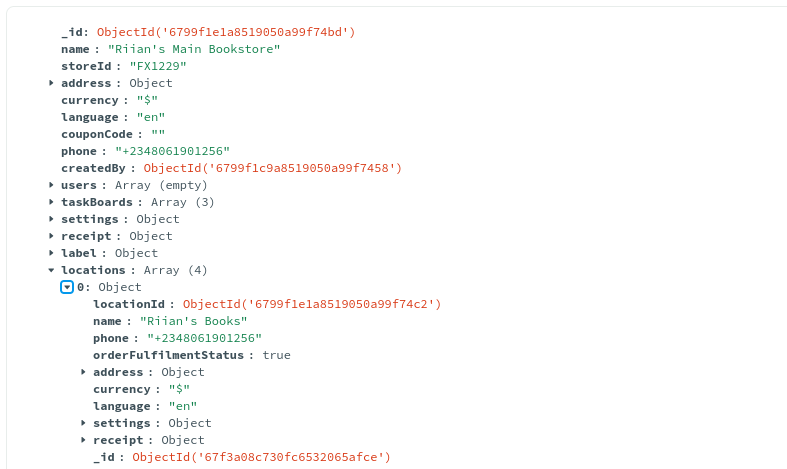 _id: ObjectId('6799f1e1a8519050a99f74bd')
name : "Riian's Main Bookstore"
storeId : "FX1229"
address : Object
currency : "$"
language : "en"
couponCode : ""
phone : "+2348061901256"
createdBy : ObjectId('6799f1c9a8519050a99f7458')
users : Array (empty)
taskBoards : Array (3)
settings : Object
receipt : Object
label : Object
locations : Array (4)
0: Object
locationId : ObjectId('6799f1e1a8519050a99f74c2')
name : "Riian's Books"
phone : "+2348061901256"
orderFulfilmentStatus : true
address : Object
currency : "$"
language : "en"
settings : Object
receipt : Object
_id : ObjectId('67f3a08c730fc6532065afce')